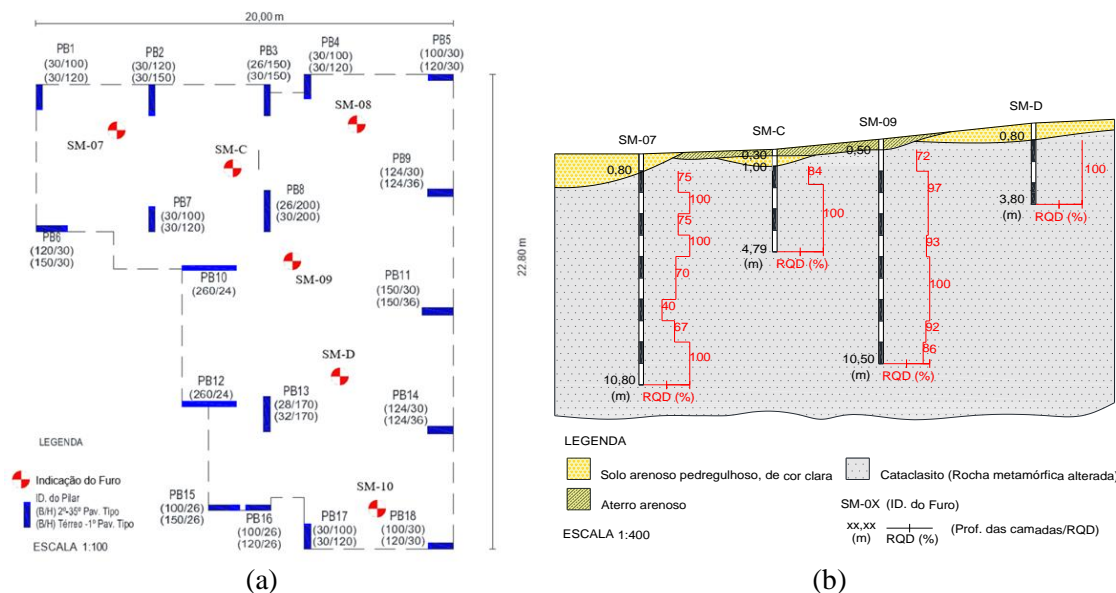 20,00 m
PB1
(30/100)
(30/120)
PB2
(30/120)
(30/150)
PB3
(26/150)
(30/150)
PB4
(30/100)
(30/120)
PB5
(100/30)
(120/30)
SM-07
SM-C
SM-08
PB9
(124/30)
(124/36)
PB7
(30/100)
(30/120)
PB8
(26/200)
(30/200)
PB6
(120/30)
(150/30)
PB10
(260/24)
SM-09
PB11
(150/30)
(150/36)
22.80 m
SM-D
PB12
(260/24)
PB13
(28/170)
(32/170)
PB14
(124/30)
(124/36)
LEGENDA
Indicação do Furo
ID. do Pilar
(B/H) 2º-35º Pav. Tipo
(B/H) Térreo -1º Pav. Tipo
ESCALA 1:100
PB15
(100/26)
(150/26)
PB16
(100/26)
(120/26)
SM-10
PB17
(30/100)
(30/120)
PB18
(100/30)
(120/30)
(a)
SM-07
0,80
75
100
75
100
70
40
67
100
10,80
(m)
RQD (%)
SM-C
0,30
1,00
84
100
4,79
(m)
RQD (%)
SM-09
0,50
72
97
93
100
92
86
10,50
(m)
RQD (%)
SM-D
0,80
100
3,80
(m)
RQD (%)
LEGENDA
Solo arenoso pedregulhoso, de cor clara
Aterro arenoso
ESCALA 1:400
Cataclasito (Rocha metamórfica alterada)
SM-0X (ID. do Furo)
xx,xx
(m)
RQD (%)
(Prof. das camadas/RQD)
(b)